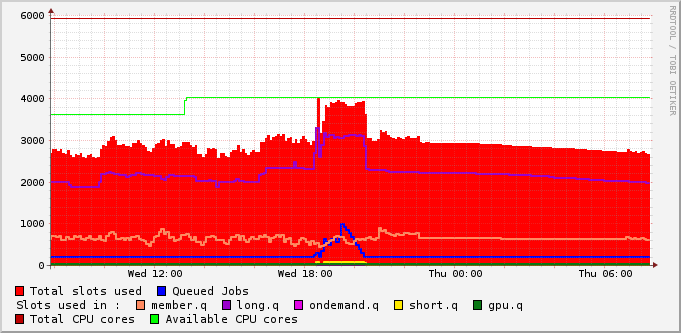 6000
5000
4000
3000
2000
1000
0
Wed 12:00 Wed 18:00 Thu 00:00 Thu 06:00
Total slots used Queued Jobs
Slots used in : member.q long.q ondemand.q short.q gpu.q
Total CPU cores Available CPU cores
RRDTOOL / TOBI OETIKER